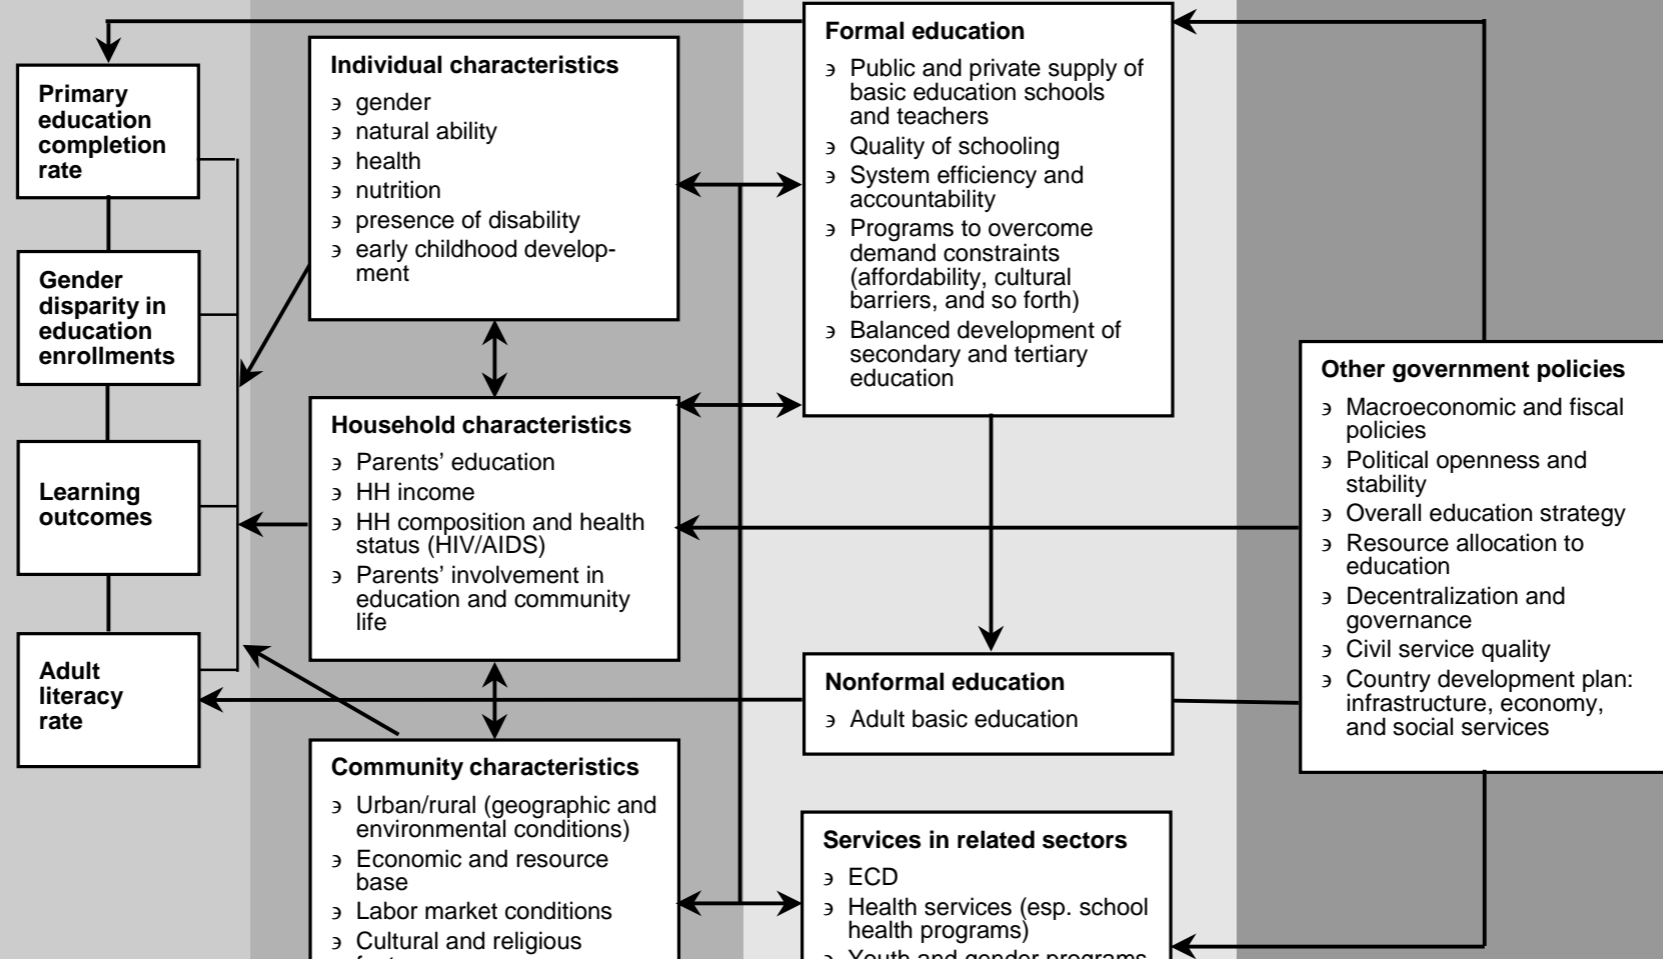 Primary
education
completion
rate
Gender
disparity in
education
enrollments
Learning
outcomes
Adult
literacy
rate
Individual characteristics
϶ gender
϶ natural ability
϶ health
϶ nutrition
϶ presence of disability
϶ early childhood develop-
ment
Household characteristics
϶ Parents’ education
϶ HH income
϶ HH composition and health
status (HIV/AIDS)
϶ Parents’ involvement in
education and community
life
Community characteristics
϶ Urban/rural (geographic and
environmental conditions)
϶ Economic and resource
base
϶ Labor market conditions
϶ Cultural and religious
Formal education
϶ Public and private supply of
basic education schools
and teachers
϶ Quality of schooling
϶ System efficiency and
accountability
϶ Programs to overcome
demand constraints
(affordability, cultural
barriers, and so forth)
϶ Balanced development of
secondary and tertiary
education
Nonformal education
϶ Adult basic education
Services in related sectors
϶ ECD
϶ Health services (esp. school
health programs)
϶ Youth and gender programs
Other government policies
϶ Macroeconomic and fiscal
policies
϶ Political openness and
stability
϶ Overall education strategy
϶ Resource allocation to
education
϶ Decentralization and
governance
϶ Civil service quality
϶ Country development plan:
infrastructure, economy,
and social services